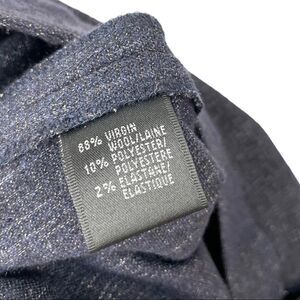 88% VIRGIN
WOOL/LAINE
10% POLYESTER/
POLYESTERE
2% ELASTANE/
ELASTIQUE